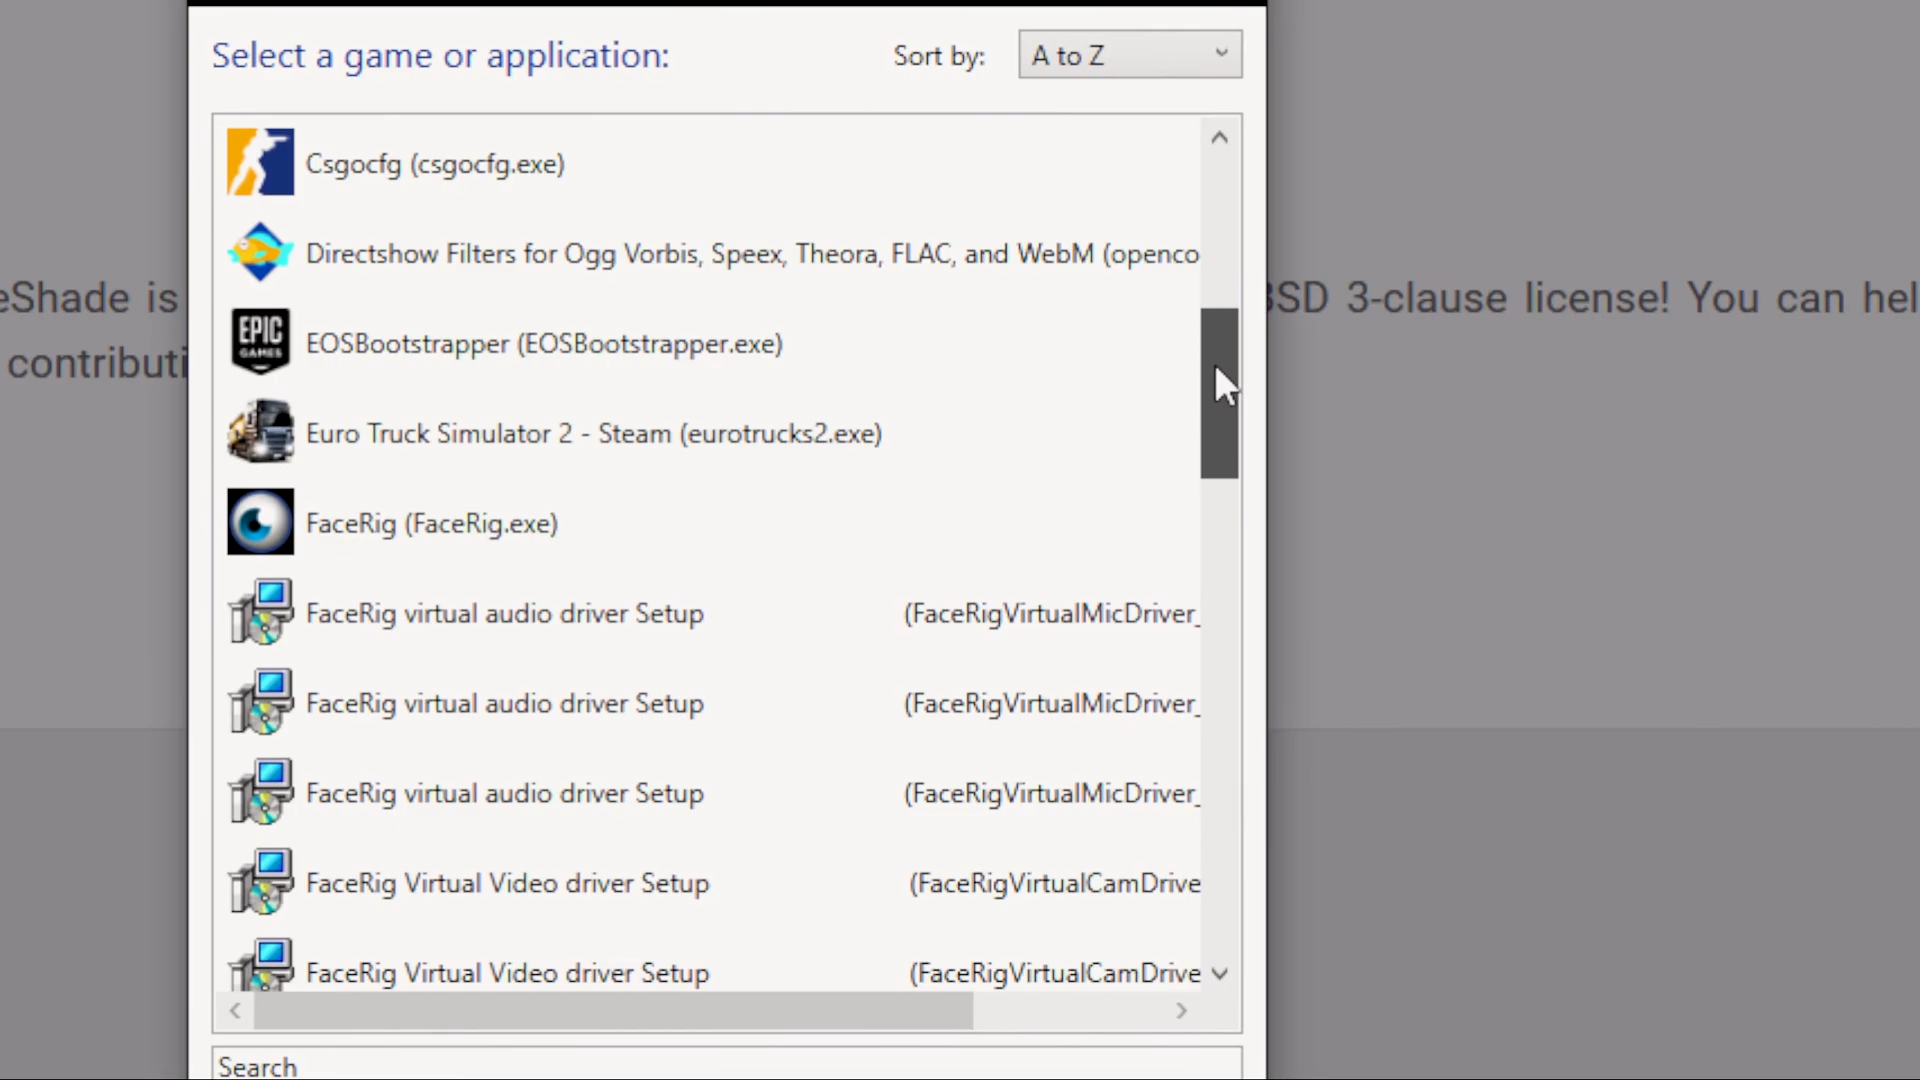 Select a game or application:
Sort by:
A to Z
Csgocfg (csgocfg.exe)
Directshow Filters for Ogg Vorbis, Speex, Theora, FLAC, and WebM (openco
EPIC
GAMES
EOSBootstrapper (EOSBootstrapper.exe)
eShade is
BSD 3-clause license! You can hel
contributi
Euro Truck Simulator 2 - Steam (eurotrucks2.exe)
FaceRig (FaceRig.exe)
FaceRig virtual audio driver Setup (FaceRigVirtualMicDriver_
FaceRig virtual audio driver Setup (FaceRigVirtualMicDriver_
FaceRig virtual audio driver Setup (FaceRigVirtualMicDriver_
FaceRig Virtual Video driver Setup (FaceRigVirtualCamDrive
FaceRig Virtual Video driver Setup (FaceRigVirtualCamDrive
Search